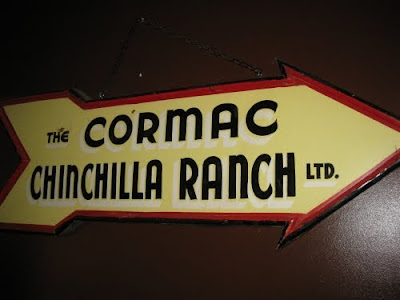 THE CORMAC
CHINCHILLA RANCH LTD.